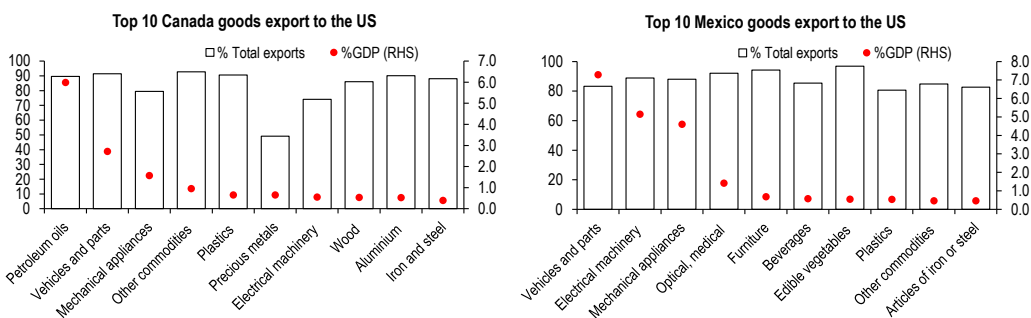 Top 10 Canada goods export to the US
% Total exports
%GDP (RHS)
100
90
80
70
60
50
40
30
20
10
0
7.0
6.0
5.0
4.0
3.0
2.0
1.0
0.0
Petroleum oils
Vehicles and parts
Mechanical appliances
Other commodities
Plastics
Precious metals
Electrical machinery
Wood
Aluminium
Iron and steel
Top 10 Mexico goods export to the US
% Total exports
%GDP (RHS)
100
80
60
40
20
0
8.0
7.0
6.0
5.0
4.0
3.0
2.0
1.0
0.0
Vehicles and parts
Electrical machinery
Mechanical appliances
Optical, medical
Furniture
Beverages
Edible vegetables
Plastics
Other commodities
Articles of iron or steel